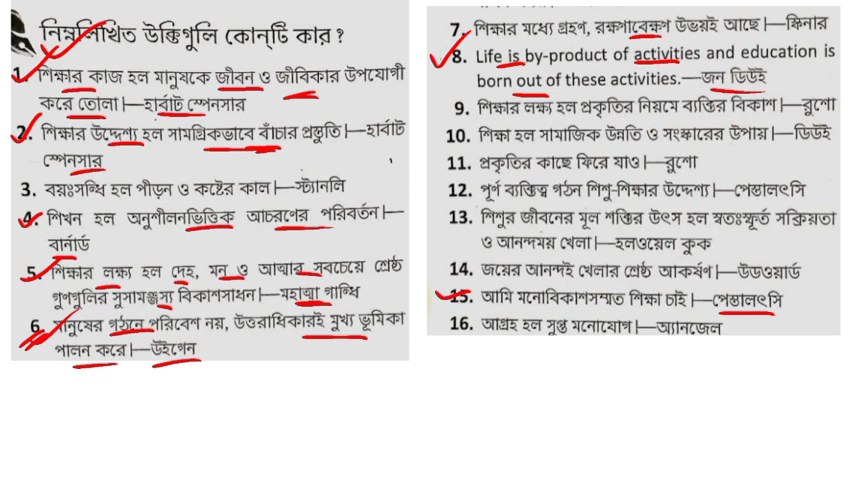 নিম্নলিখিত উক্তিগুলি কোন্‌টি কার ?
1. শিক্ষার কাজ হল মানুষকে জীবন ও জীবিকার উপযোগী
করে তোলা।—হার্বাট স্পেনসার
2. শিক্ষার উদ্দেশ্য হল সামগ্রিকভাবে বাঁচার প্রস্তুতি।—হার্বাট
স্পেনসার
3. বয়ঃসন্ধি হল পীড়ন ও কষ্টের কাল।—স্ট্যানলি
4. শিখন হল অনুশীলনভিত্তিক আচরণের পরিবর্তন।—
বার্নার্ড
5. শিক্ষার লক্ষ্য হল দেহ, মন ও আত্মার সবচেয়ে শ্রেষ্ঠ
গুণগুলির সুসামঞ্জস্য বিকাশসাধন।—মহাত্মা গান্ধি
6. মানুষের গঠনে পরিবেশ নয়, উত্তরাধিকারই মুখ্য ভূমিকা
পালন করে।—উইগেন
7. শিক্ষার মধ্যে গ্রহণ, রক্ষণাবেক্ষণ উভয়ই আছে।—স্কিনার
8. Life is by-product of activities and education is
born out of these activities.—জন ডিউই
9. শিক্ষার লক্ষ্য হল প্রকৃতির নিয়মে ব্যক্তির বিকাশ।—রুশো
10. শিক্ষা হল সামাজিক উন্নতি ও সংস্কারের উপায়।—ডিউই
11. প্রকৃতির কাছে ফিরে যাও।—রুশো
12. পূর্ণ ব্যক্তিত্ব গঠন শিশু-শিক্ষার উদ্দেশ্য।—পেস্তালৎসি
13. শিশুর জীবনের মূল শক্তির উৎস হল স্বতঃস্ফূর্ত সক্রিয়তা
ও আনন্দময় খেলা।—হলওয়েল কুক
14. জয়ের আনন্দই খেলার শ্রেষ্ঠ আকর্ষণ।—উডওয়ার্ড
15. আমি মনোবিকাশসম্মত শিক্ষা চাই।—পেস্তালৎসি
16. আগ্রহ হল সুপ্ত মনোযোগ।—অ্যানজেল